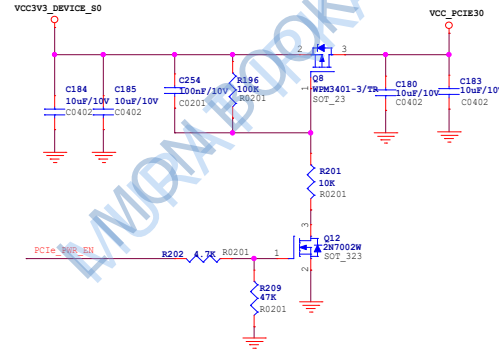 VCC3V3_DEVICE_S0
VCC_PCIE30
2
3
1
Q8
WPM3401-3/TR
SOT_23
C184
10uF/10V
C0402
C185
10uF/10V
C0402
C254
100nF/10V
C0201
R196
100K
R0201
C180
10uF/10V
C0402
C183
10uF/10V
C0402
R201
10K
R0201
PCIe_PWR_EN
R202
4.7K
R0201
1
3
2
Q12
2N7002W
SOT_323
R209
47K
R0201